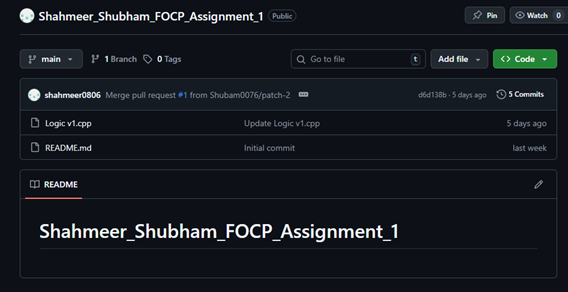 Shahmeer_Shubham_FOCP_Assignment_1 Public Pin Watch 0
main 1 Branch 0 Tags Go to file t Add file Code
shahmeer0806 Merge pull request #1 from Shubam0076/patch-2 d6d138b · 5 days ago 5 Commits
Logic v1.cpp Update Logic v1.cpp 5 days ago
README.md Initial commit last week
README
Shahmeer_Shubham_FOCP_Assignment_1